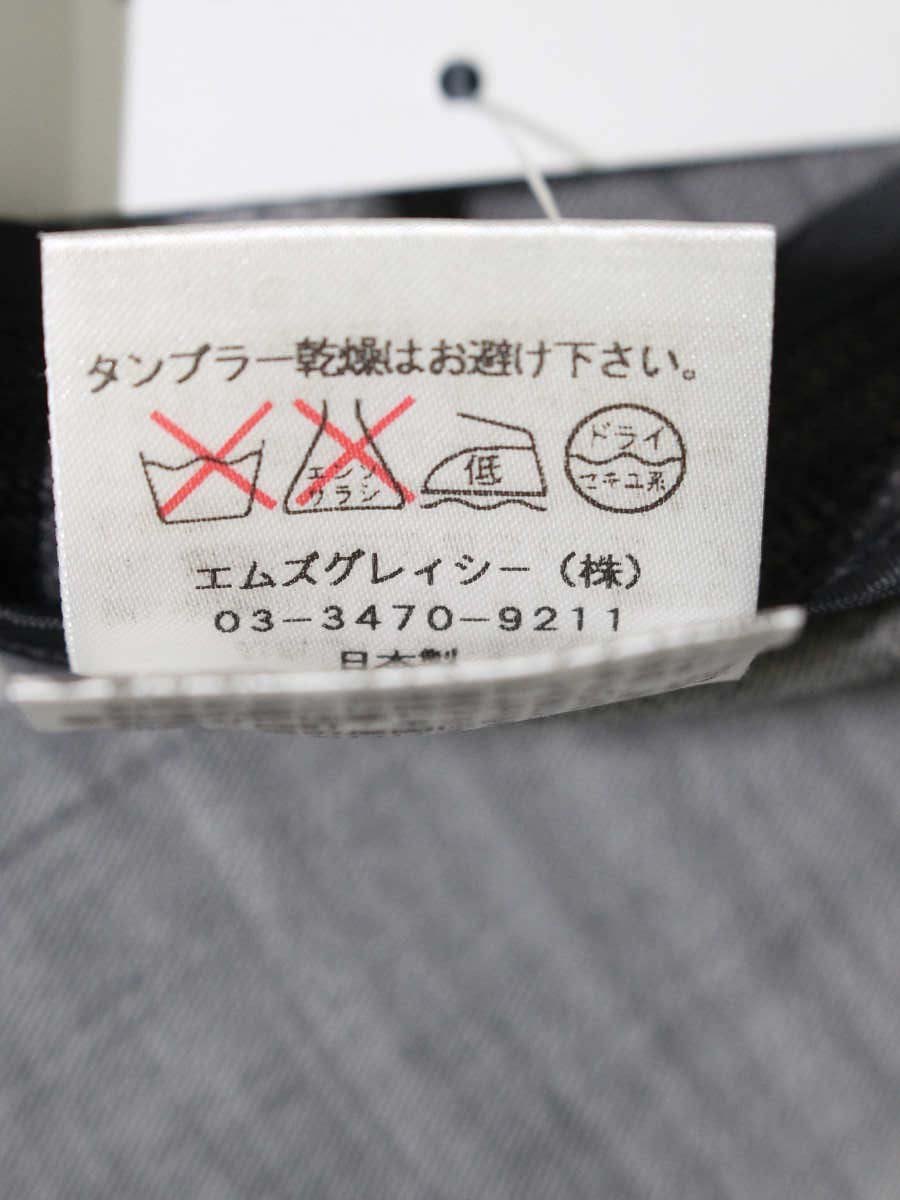 タンブラー乾燥はお避け下さい。
エンソ
サラシ
低
ドライ
セキユ系
エムズグレイシー（株）
03-3470-9211
日本製